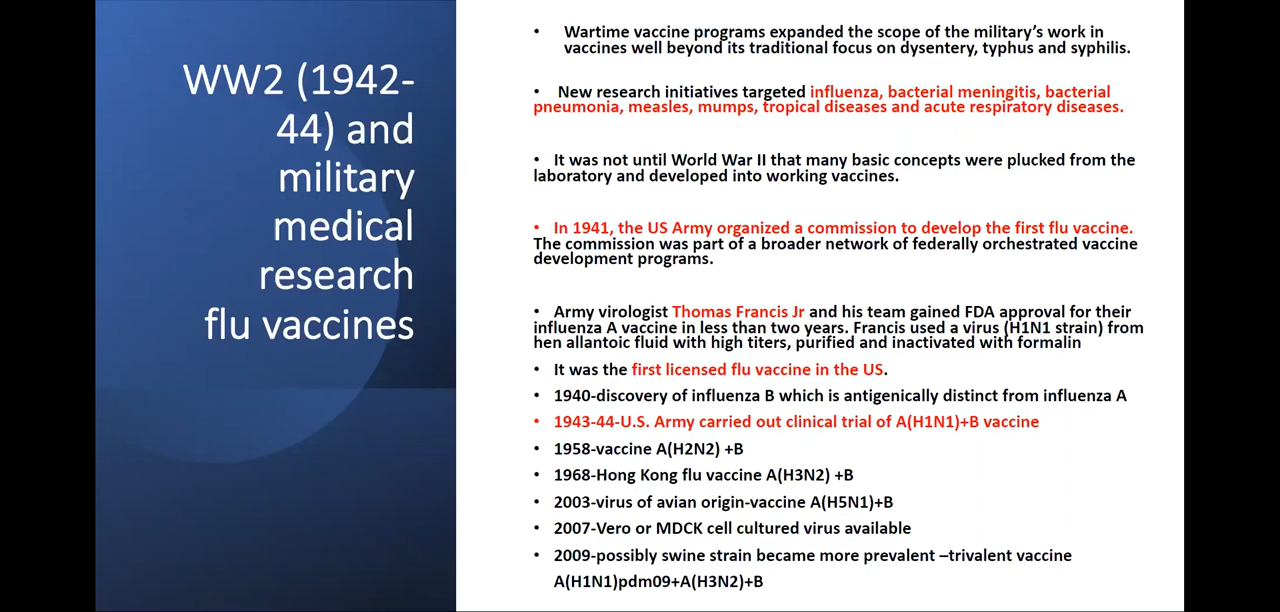 WW2 (1942-
44) and
military
medical
research
flu vaccines
• Wartime vaccine programs expanded the scope of the military's work in
vaccines well beyond its traditional focus on dysentery, typhus and syphilis.
• New research initiatives targeted influenza, bacterial meningitis, bacterial
pneumonia, measles, mumps, tropical diseases and acute respiratory diseases.
• It was not until World War II that many basic concepts were plucked from the
laboratory and developed into working vaccines.
• In 1941, the US Army organized a commission to develop the first flu vaccine.
The commission was part of a broader network of federally orchestrated vaccine
development programs.
• Army virologist Thomas Francis Jr and his team gained FDA approval for their
influenza A vaccine in less than two years. Francis used a virus (H1N1 strain) from
hen allantoic fluid with high titers, purified and inactivated with formalin
• It was the first licensed flu vaccine in the US.
• 1940-discovery of influenza B which is antigenically distinct from influenza A
• 1943-44-U.S. Army carried out clinical trial of A(H1N1)+B vaccine
• 1958-vaccine A(H2N2) +B
• 1968-Hong Kong flu vaccine A(H3N2) +B
• 2003-virus of avian origin-vaccine A(H5N1)+B
• 2007-Vero or MDCK cell cultured virus available
• 2009-possibly swine strain became more prevalent –trivalent vaccine
A(H1N1)pdm09+A(H3N2)+B